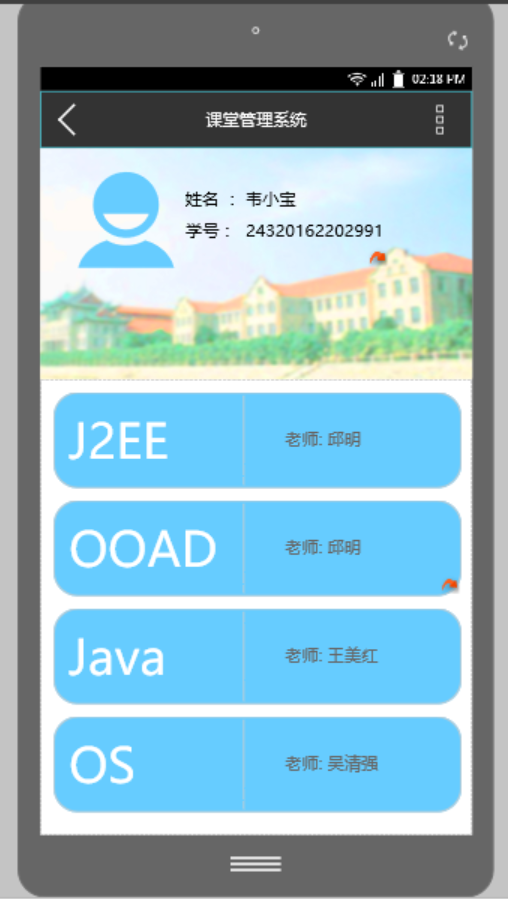 02:18 PM
课堂管理系统
姓名 : 韦小宝
学号 : 24320162202991
J2EE 老师: 邱明
OOAD 老师: 邱明
Java 老师: 王美红
OS 老师: 吴清强